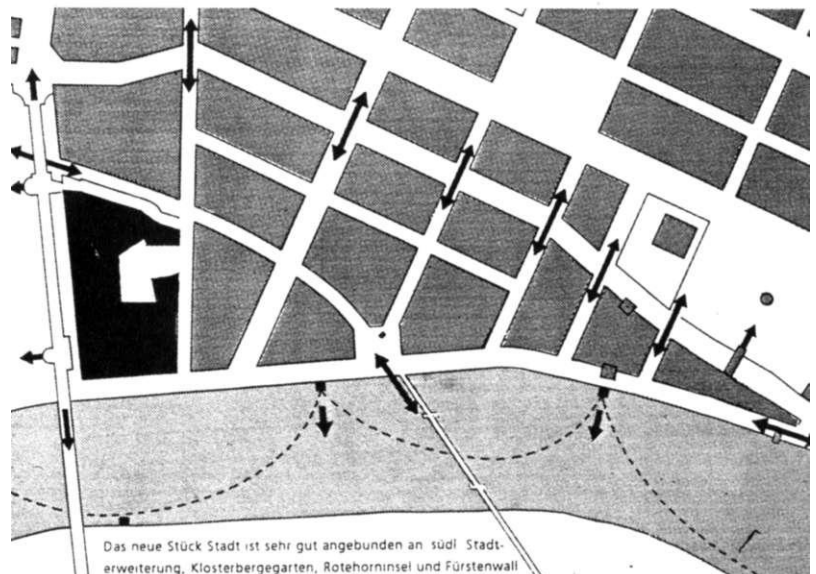 Das neue Stück Stadt ist sehr gut angebunden an südl Stadt-
erweiterung, Klosterbergegarten, Rotehorninsel und Fürstenwall